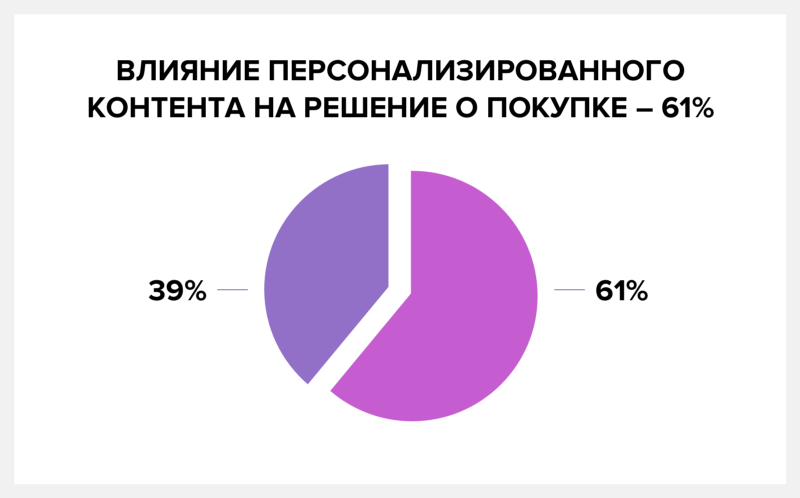 ВЛИЯНИЕ ПЕРСОНАЛИЗИРОВАННОГО
КОНТЕНТА НА РЕШЕНИЕ О ПОКУПКЕ – 61%
39%
61%